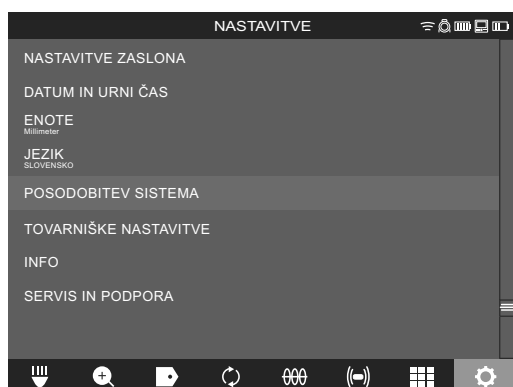 NASTAVITVE
NASTAVITVE ZASLONA
DATUM IN URNI ČAS
ENOTE
Millimeter
JEZIK
SLOVENSKO
POSODOBITEV SISTEMA
TOVARNIŠKE NASTAVITVE
INFO
SERVIS IN PODPORA